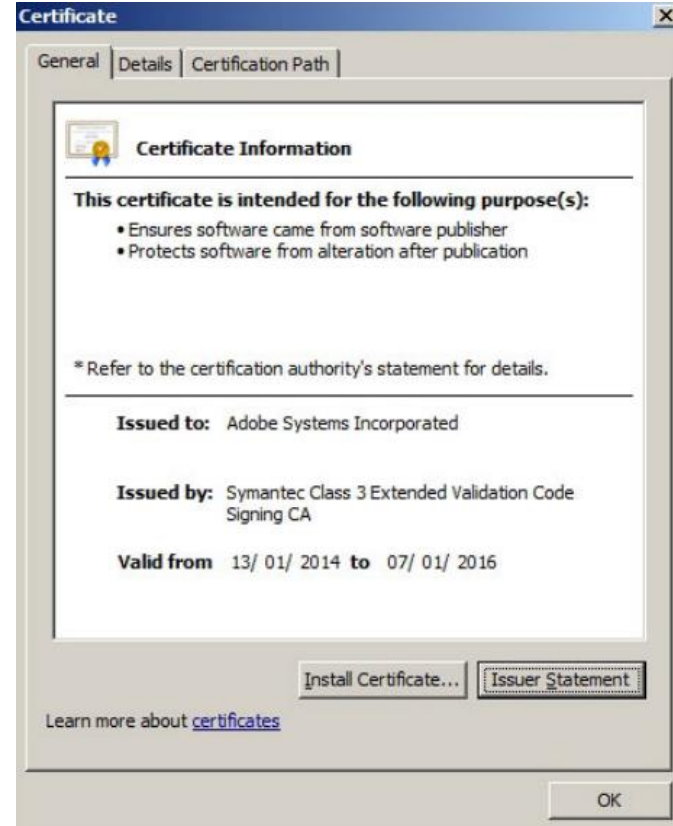 Certificate
General Details Certification Path
Certificate Information
This certificate is intended for the following purpose(s):
• Ensures software came from software publisher
• Protects software from alteration after publication
* Refer to the certification authority's statement for details.
Issued to: Adobe Systems Incorporated
Issued by: Symantec Class 3 Extended Validation Code
Signing CA
Valid from 13/ 01/ 2014 to 07/ 01/ 2016
Install Certificate... Issuer Statement
Learn more about certificates
OK